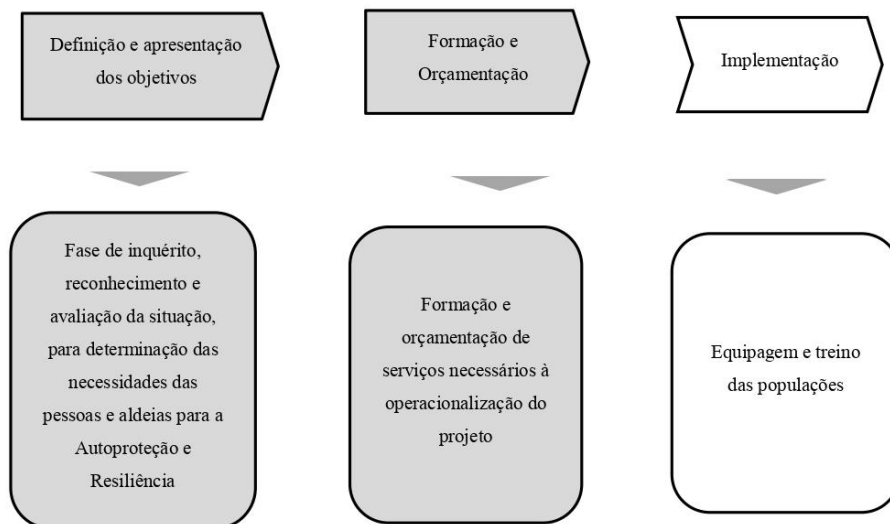 Definição e apresentação
dos objetivos
Formação e
Orçamentação
Implementação
Fase de inquérito,
reconhecimento e
avaliação da situação,
para determinação das
necessidades das
pessoas e aldeias para a
Autoproteção e
Resiliência
Formação e
orçamentação de
serviços necessários à
operacionalização do
projeto
Equipagem e treino
das populações